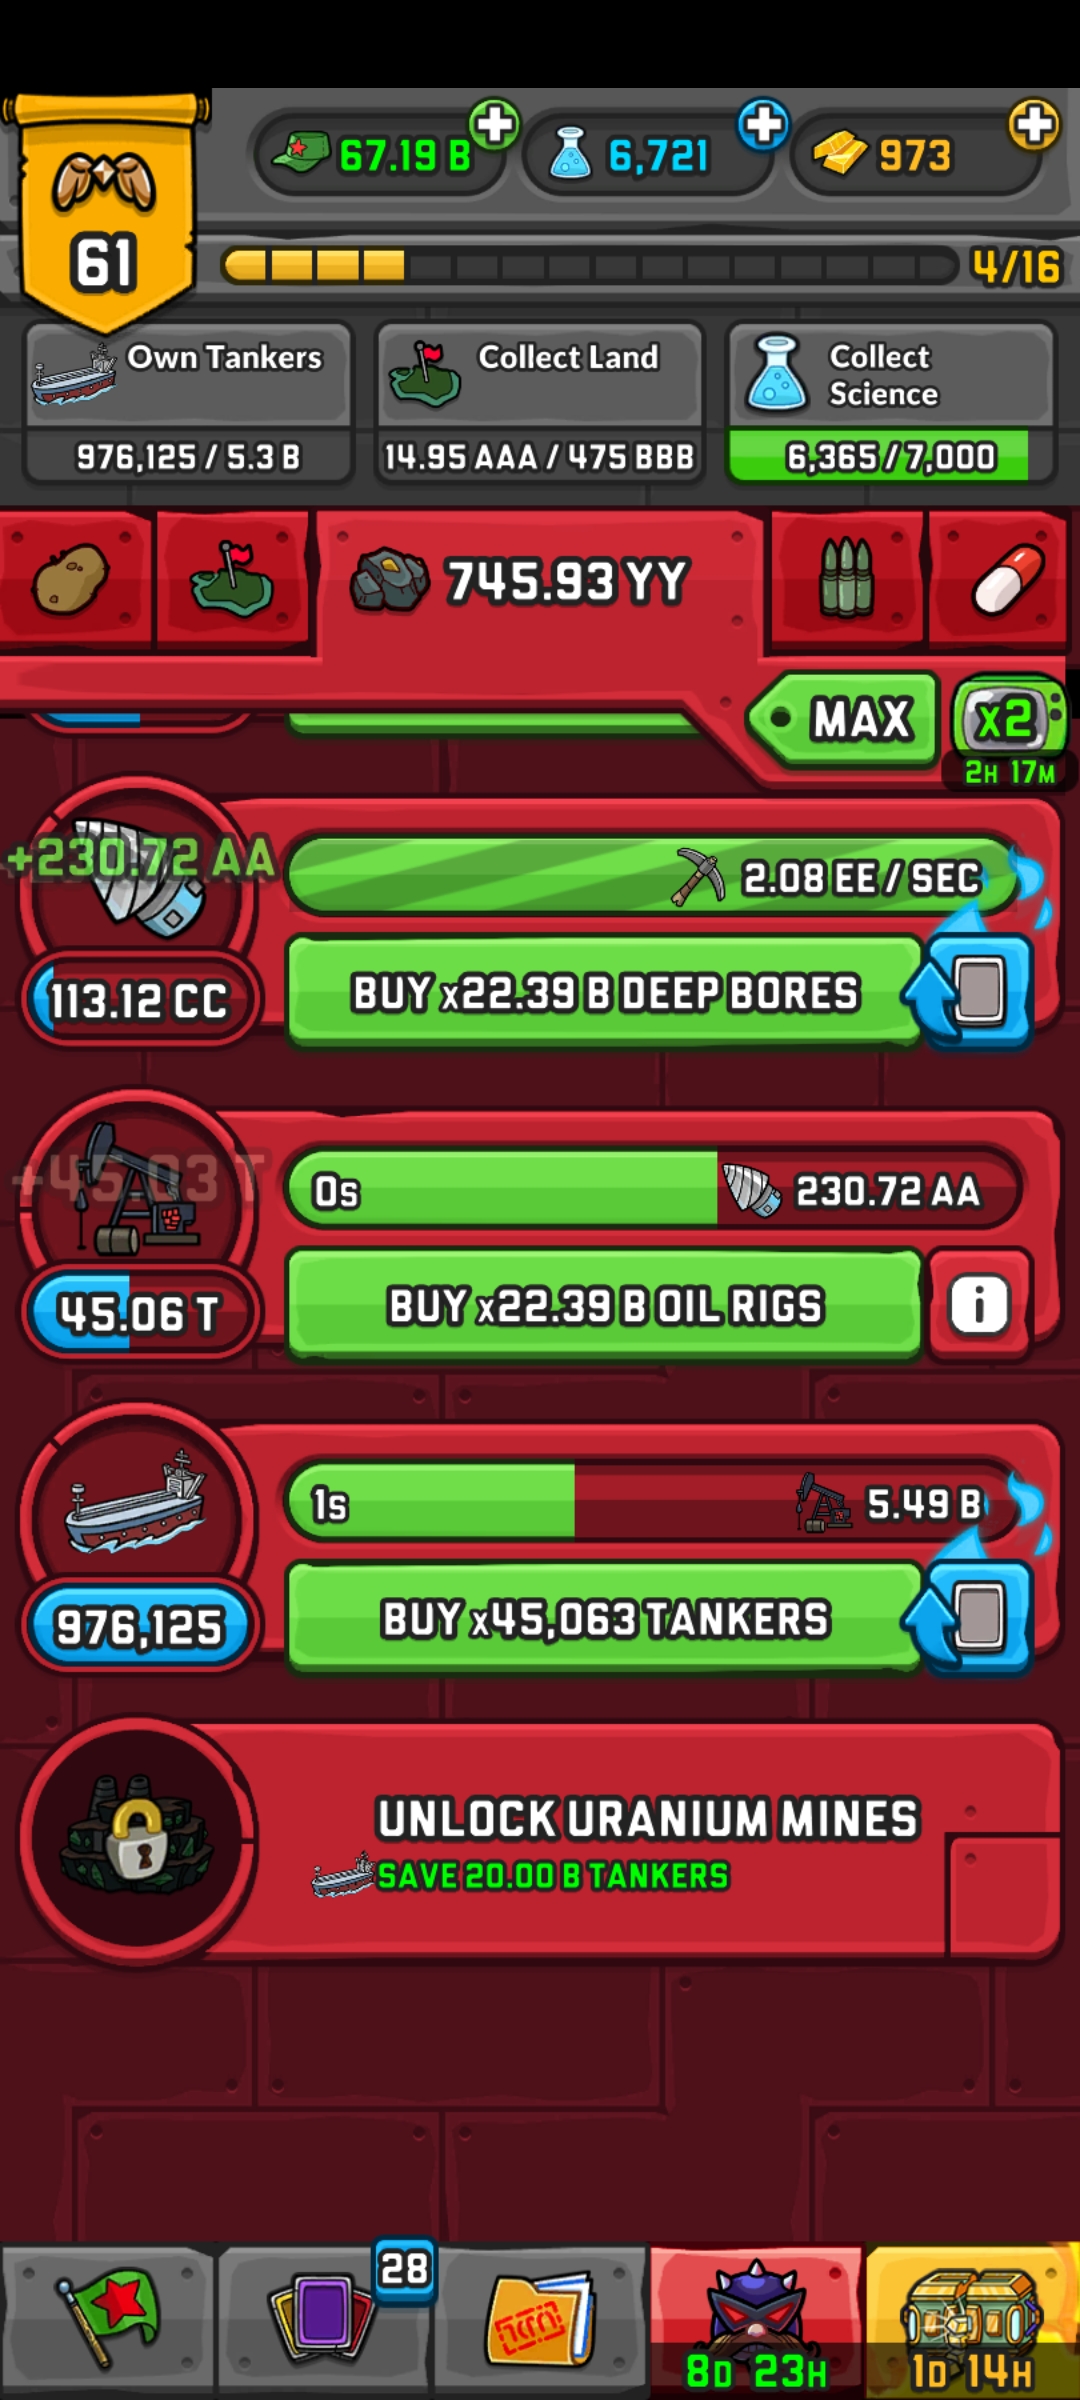 67.19 B
6,721
973
61
4/16
Own Tankers
976,125 / 5.3 B
Collect Land
14.95 AAA / 475 BBB
Collect
Science
6,365 / 7,000
745.93 YY
MAX
x2
2H 17M
+230.72 AA
2.08 EE / SEC
113.12 CC
BUY x22.39 B DEEP BORES
+45.03 T
0s
230.72 AA
45.06 T
BUY x22.39 B OIL RIGS
i
1s
5.49 B
976,125
BUY x45,063 TANKERS
UNLOCK URANIUM MINES
SAVE 20.00 B TANKERS
28
8D 23H
1D 14H